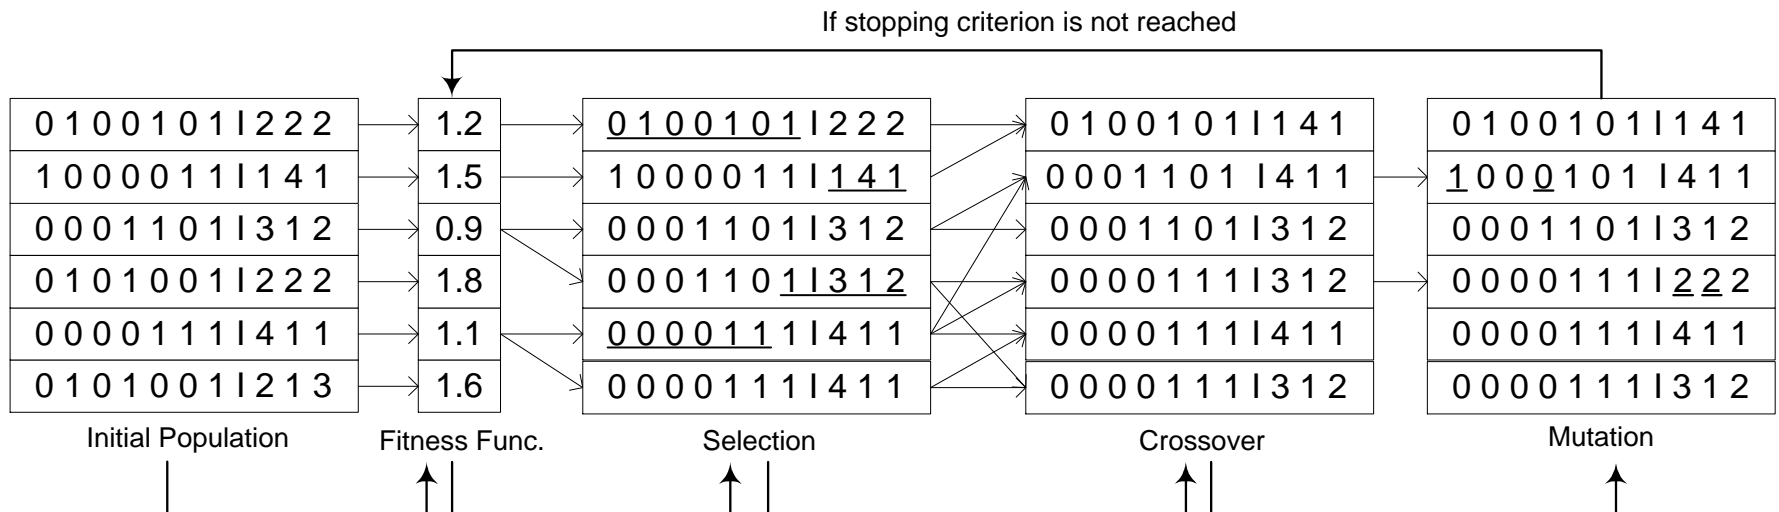 If stopping criterion is not reached
0 1 0 0 1 0 1 I 2 2 2 1.2 0 1 0 0 1 0 1 I 2 2 2 0 1 0 0 1 0 1 I 1 4 1 0 1 0 0 1 0 1 I 1 4 1
1 0 0 0 0 1 1 I 1 4 1 1.5 1 0 0 0 0 1 1 I 1 4 1 0 0 0 1 1 0 1 I 4 1 1 1 0 0 0 1 0 1 I 4 1 1
0 0 0 1 1 0 1 I 3 1 2 0.9 0 0 0 1 1 0 1 I 3 1 2 0 0 0 1 1 0 1 I 3 1 2 0 0 0 1 1 0 1 I 3 1 2
0 1 0 1 0 0 1 I 2 2 2 1.8 0 0 0 1 1 0 1 I 3 1 2 0 0 0 0 1 1 1 I 3 1 2 0 0 0 0 1 1 1 I 2 2 2
0 0 0 0 1 1 1 I 4 1 1 1.1 0 0 0 0 1 1 1 I 4 1 1 0 0 0 0 1 1 1 I 4 1 1 0 0 0 0 1 1 1 I 4 1 1
0 1 0 1 0 0 1 I 2 1 3 1.6 0 0 0 0 1 1 1 I 4 1 1 0 0 0 0 1 1 1 I 3 1 2 0 0 0 0 1 1 1 I 3 1 2
Initial Population Fitness Func. Selection Crossover Mutation